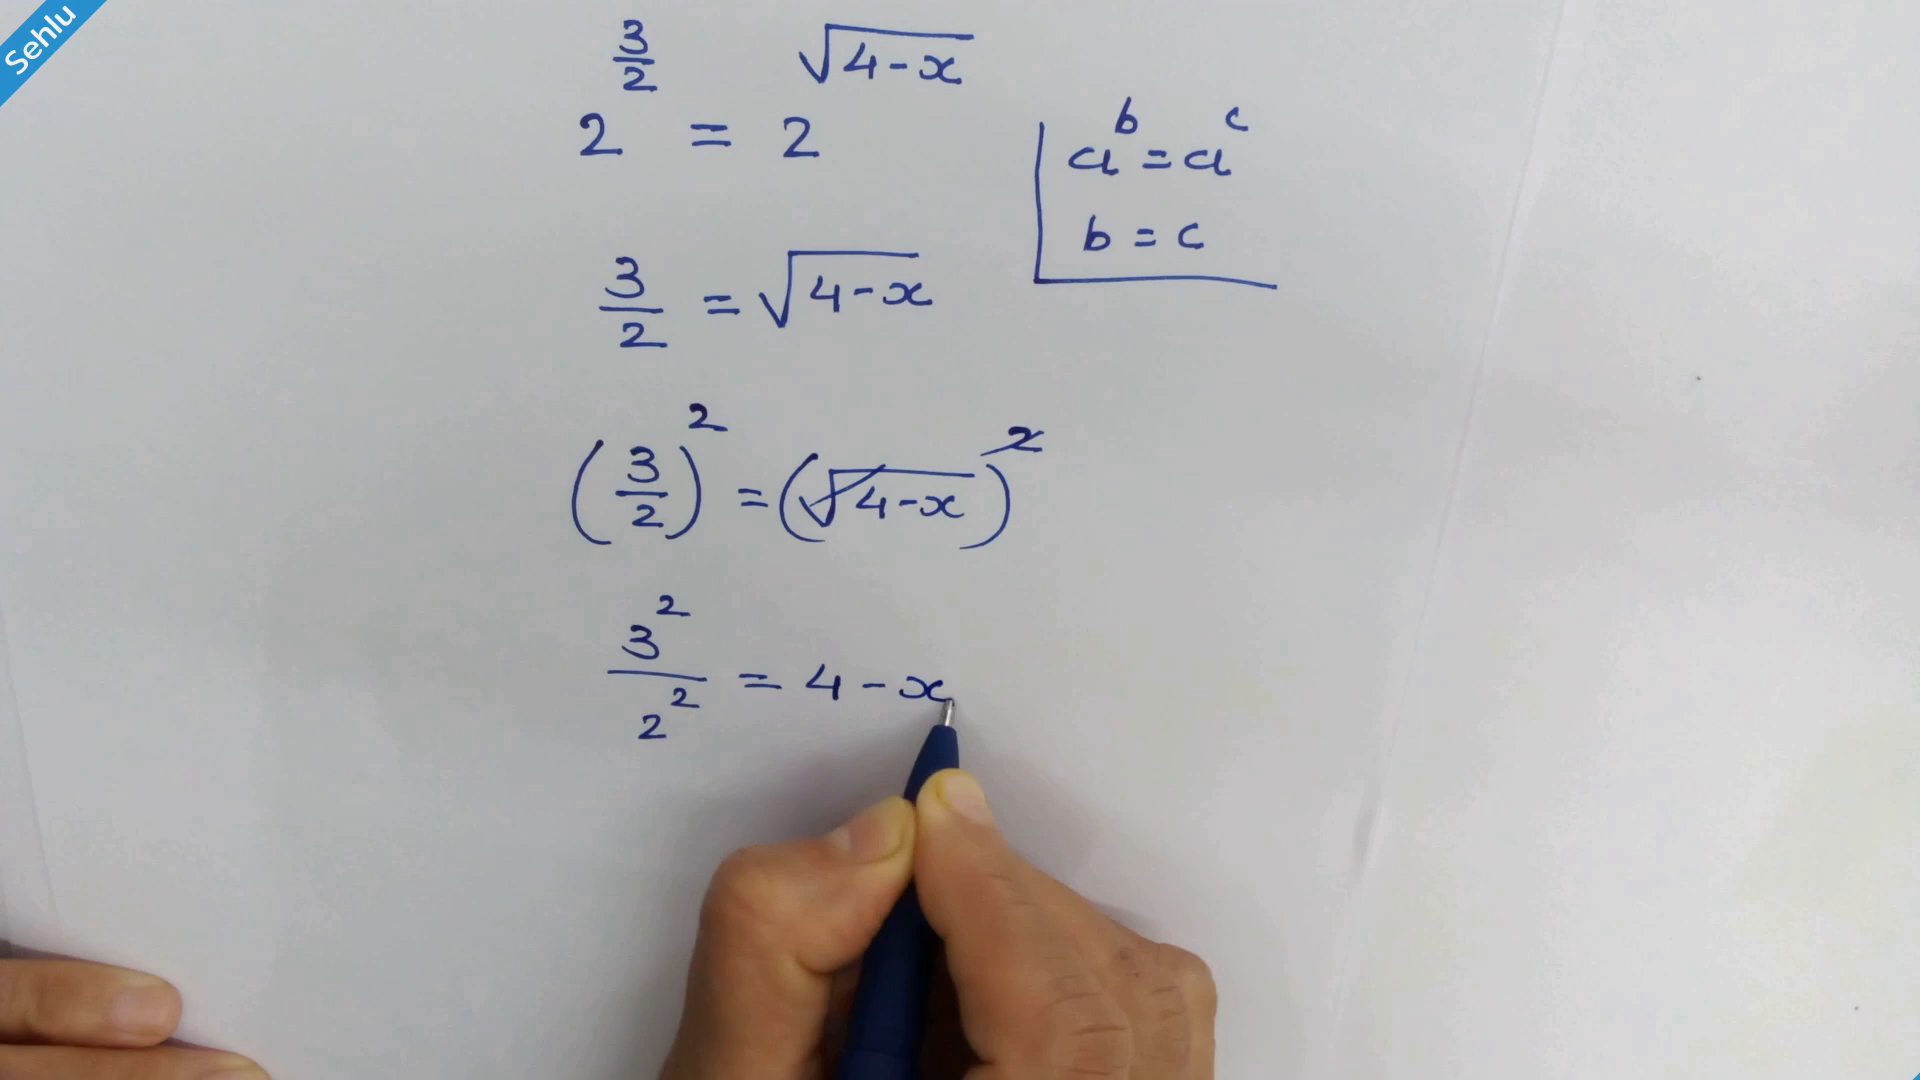 Sehlu
2^(3/2) = 2^√(4-x)
a^b = a^c
b = c
3/2 = √(4-x)
(3/2)^2 = (√(4-x))^2
3^2/2^2 = 4-x